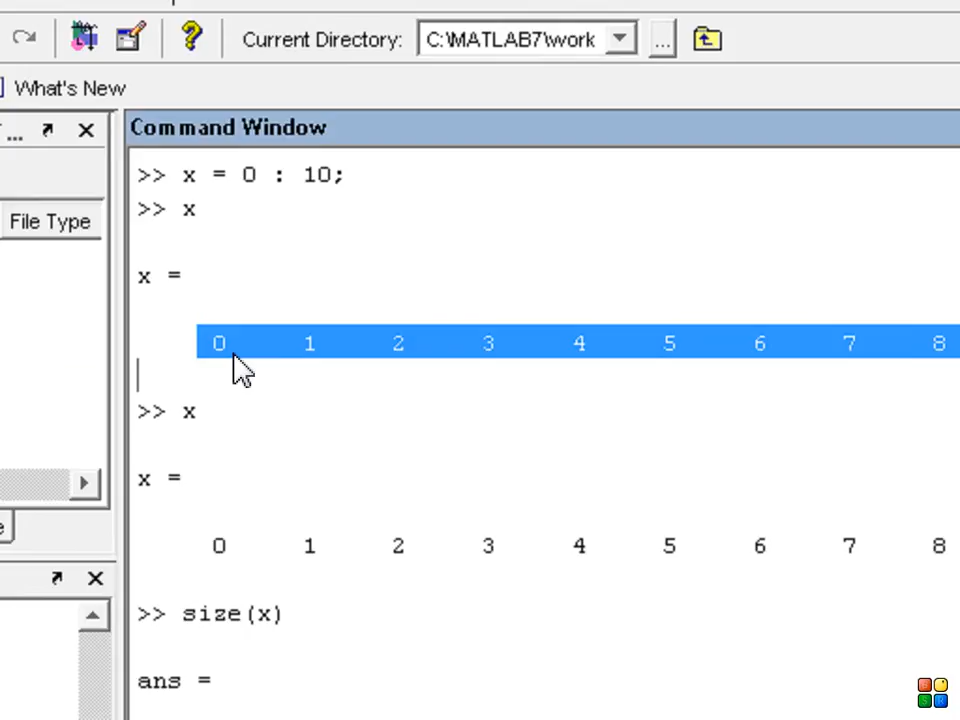 Current Directory: C:\MATLAB7\work ...
What's New
... Command Window
>> x = 0 : 10;
>> x
File Type
x =
0 1 2 3 4 5 6 7 8
>> x
x =
0 1 2 3 4 5 6 7 8
>> size(x)
ans =